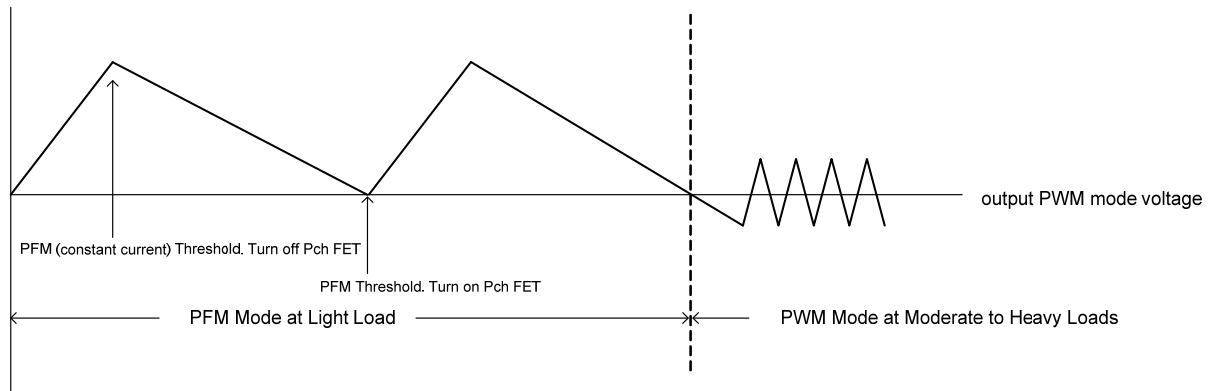 output PWM mode voltage
PFM (constant current) Threshold. Turn off Pch FET
PFM Threshold. Turn on Pch FET
PFM Mode at Light Load
PWM Mode at Moderate to Heavy Loads